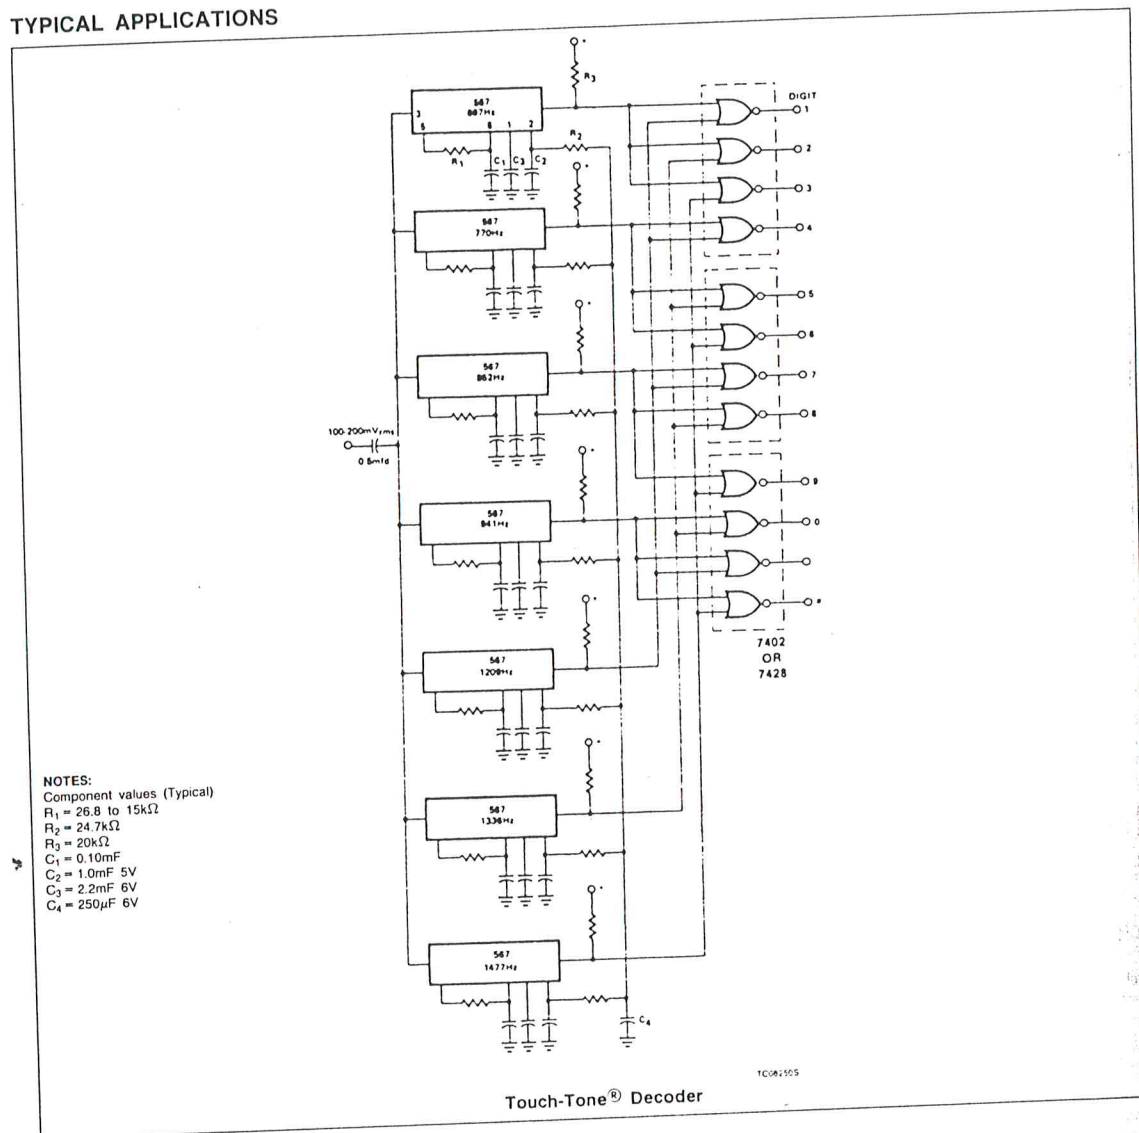 TYPICAL APPLICATIONS
R3
567
697Hz
3
5
6
1
2
R1
C1
C3
C2
R2
DIGIT
1
2
3
4
567
770Hz
5
6
7
8
567
852Hz
100-200mVrms
0.5mfd
9
0
#
567
941Hz
7402
OR
7428
567
1209Hz
567
1336Hz
567
1477Hz
C4
NOTES:
Component values (Typical)
R1 = 26.8 to 15kΩ
R2 = 24.7kΩ
R3 = 20kΩ
C1 = 0.10mF
C2 = 1.0mF 5V
C3 = 2.2mF 6V
C4 = 250μF 6V
TC08250S
Touch-Tone® Decoder